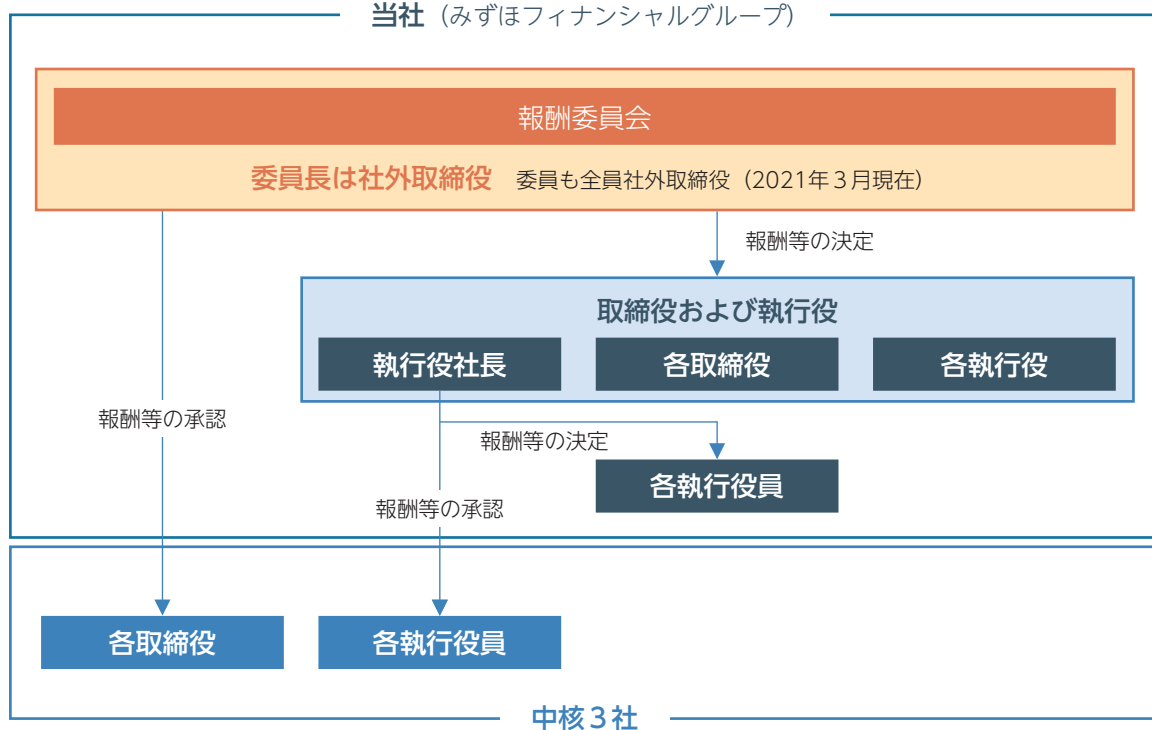 当社（みずほフィナンシャルグループ）
報酬委員会
委員長は社外取締役 委員も全員社外取締役（2021年３月現在）
報酬等の決定
取締役および執行役
執行役社長
各取締役
各執行役
報酬等の承認
報酬等の決定
各執行役員
報酬等の承認
各取締役
各執行役員
中核３社